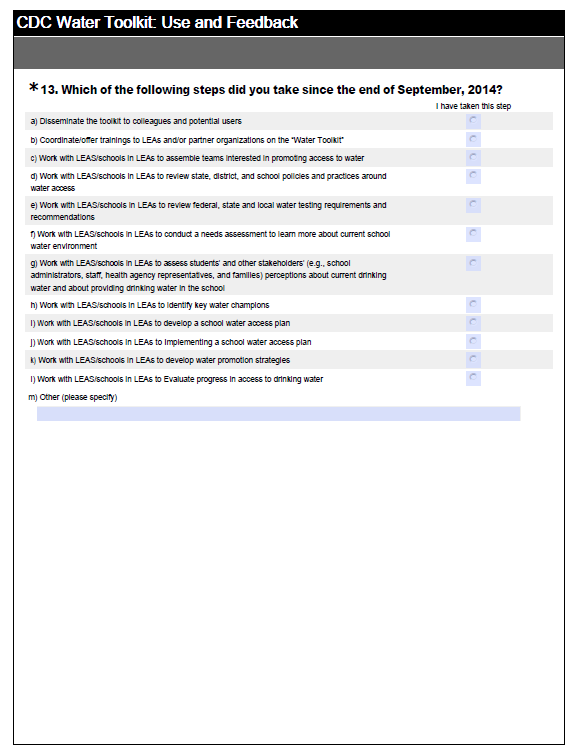 CDC Water Toolkit: Use and Feedback
*13. Which of the following steps did you take since the end of September, 2014?
I have taken this step
a) Disseminate the toolkit to colleagues and potential users
b) Coordinate/offer trainings to LEAs and/or partner organizations on the "Water Toolkit"
c) Work with LEAS/schools in LEAs to assemble teams interested in promoting access to water
d) Work with LEAS/schools in LEAs to review state, district, and school policies and practices around
water access
e) Work with LEAS/schools in LEAs to review federal, state and local water testing requirements and
recommendations
f) Work with LEAS/schools in LEAs to conduct a needs assessment to learn more about current school
water environment
g) Work with LEAS/schools in LEAs to assess students' and other stakeholders' (e.g., school
administrators, staff, health agency representatives, and families) perceptions about current drinking
water and about providing drinking water in the school
h) Work with LEAS/schools in LEAs to identify key water champions
i) Work with LEAS/schools in LEAs to develop a school water access plan
j) Work with LEAS/schools in LEAs to implementing a school water access plan
k) Work with LEAS/schools in LEAs to develop water promotion strategies
l) Work with LEAS/schools in LEAs to Evaluate progress in access to drinking water
m) Other (please specify)